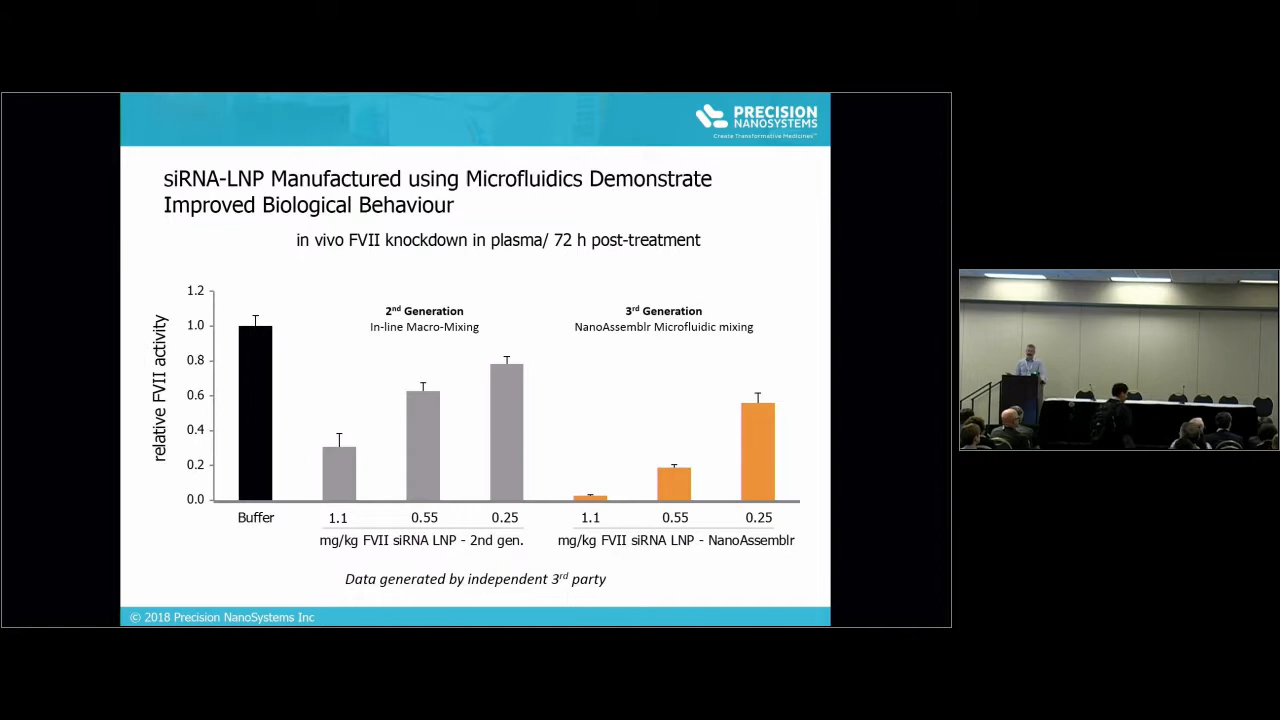 PRECISION
NANOSYSTEMS
Create Transformative Medicines™
siRNA-LNP Manufactured using Microfluidics Demonstrate
Improved Biological Behaviour
in vivo FVII knockdown in plasma/ 72 h post-treatment
relative FVII activity
1.2
1.0
0.8
0.6
0.4
0.2
0.0
2nd Generation
In-line Macro-Mixing
3rd Generation
NanoAssemblr Microfluidic mixing
Buffer
1.1
0.55
0.25
1.1
0.55
0.25
mg/kg FVII siRNA LNP - 2nd gen.
mg/kg FVII siRNA LNP - NanoAssemblr
Data generated by independent 3rd party
© 2018 Precision NanoSystems Inc